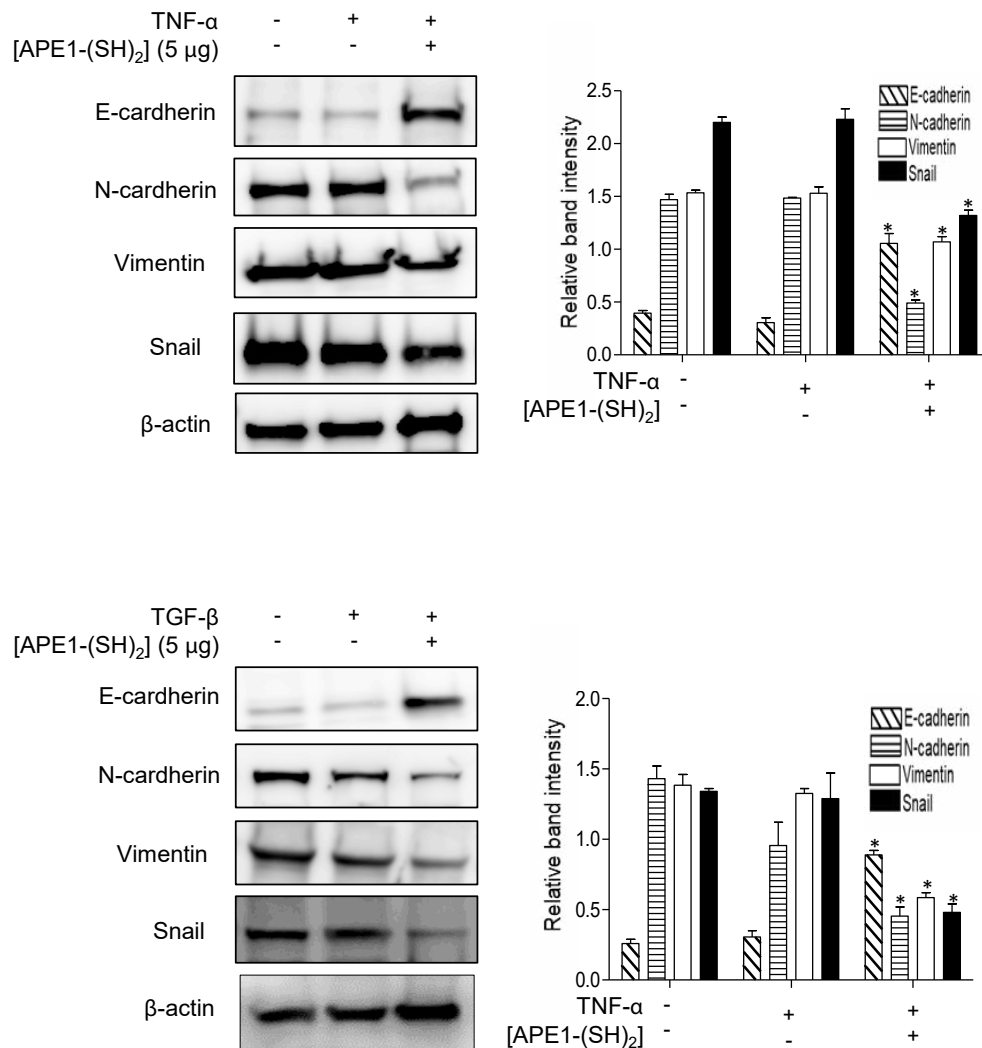 TNF-α - + +
[APE1-(SH)₂] (5 µg) - - +
E-cardherin
N-cardherin
Vimentin
Snail
β-actin
Relative band intensity
2.5
2.0
1.5
1.0
0.5
0.0
E-cadherin
N-cadherin
Vimentin
Snail
* * * *
TNF-α - + +
[APE1-(SH)₂] - - +
TGF-β - + +
[APE1-(SH)₂] (5 µg) - - +
E-cardherin
N-cardherin
Vimentin
Snail
β-actin
Relative band intensity
2.0
1.5
1.0
0.5
0.0
E-cadherin
N-cadherin
Vimentin
Snail
* * * *
TNF-α - + +
[APE1-(SH)₂] - - +